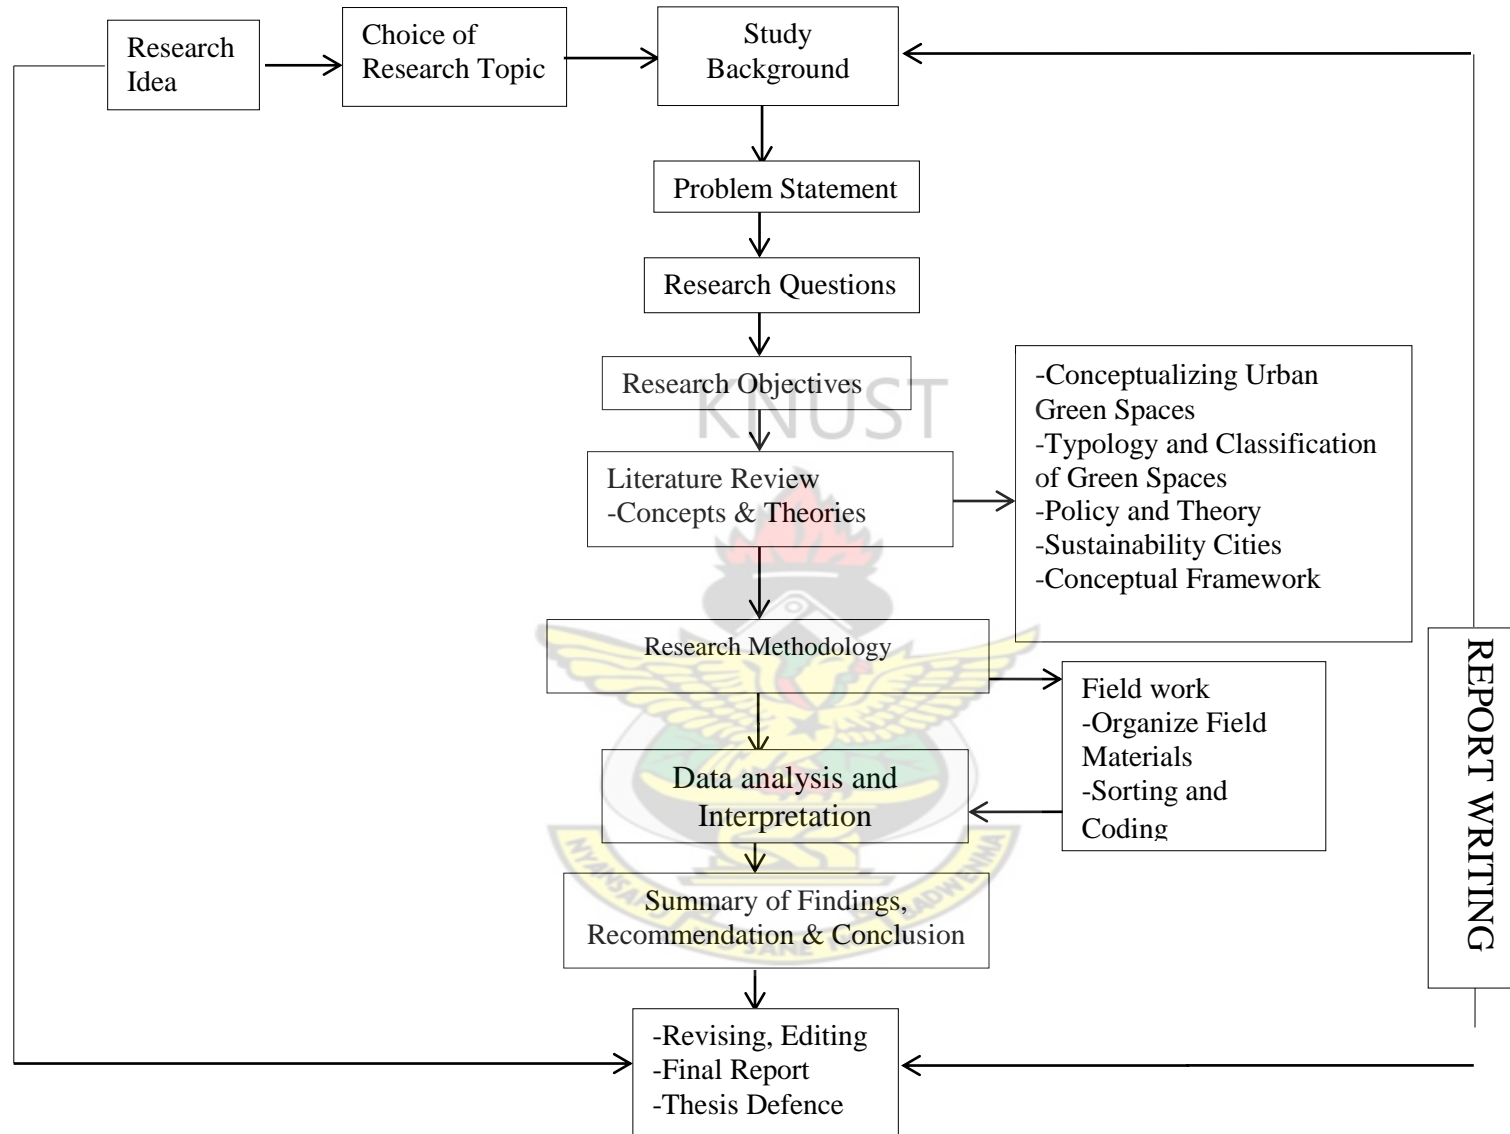 Research
Idea
Choice of
Research Topic
Study
Background
Problem Statement
Research Questions
Research Objectives
KNUST
Literature Review
-Concepts & Theories
-Conceptualizing Urban
Green Spaces
-Typology and Classification
of Green Spaces
-Policy and Theory
-Sustainability Cities
-Conceptual Framework
Research Methodology
Field work
-Organize Field
Materials
-Sorting and
Coding
Data analysis and
Interpretation
Summary of Findings,
Recommendation & Conclusion
-Revising, Editing
-Final Report
-Thesis Defence
REPORT WRITING
SANE
BADWENMA